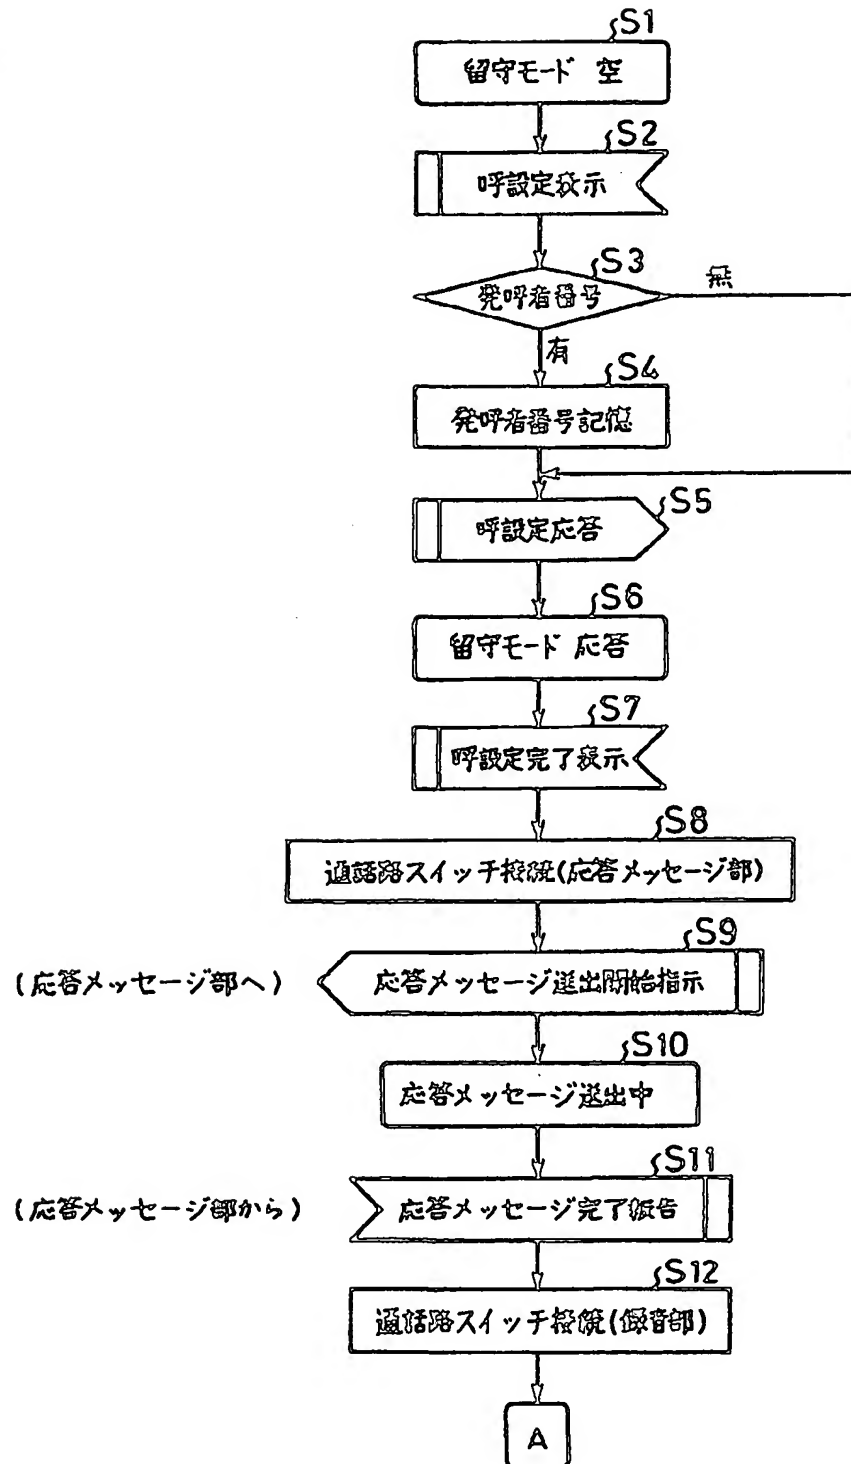 S1
留守モード 空
S2
呼設定表示
S3
発呼者番号
無
有
S4
発呼者番号記憶
S5
呼設定応答
S6
留守モード 応答
S7
呼設定完了表示
S8
通話路スイッチ接続(応答メッセージ部)
S9
(応答メッセージ部へ)
応答メッセージ送出開始指示
S10
応答メッセージ送出中
S11
(応答メッセージ部から)
応答メッセージ完了報告
S12
通話路スイッチ接続(録音部)
A